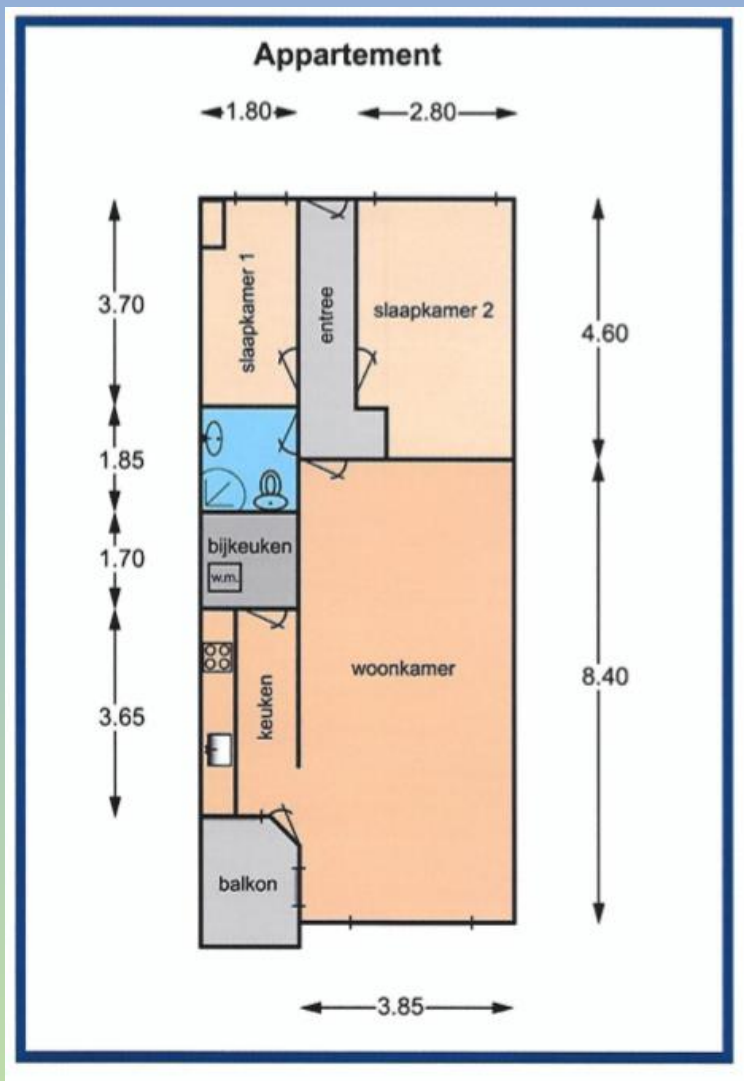 Appartement
1.80
2.80
3.70
slaapkamer 1
entree
slaapkamer 2
4.60
1.85
1.70
bijkeuken
w.m.
woonkamer
8.40
3.65
keuken
balkon
3.85